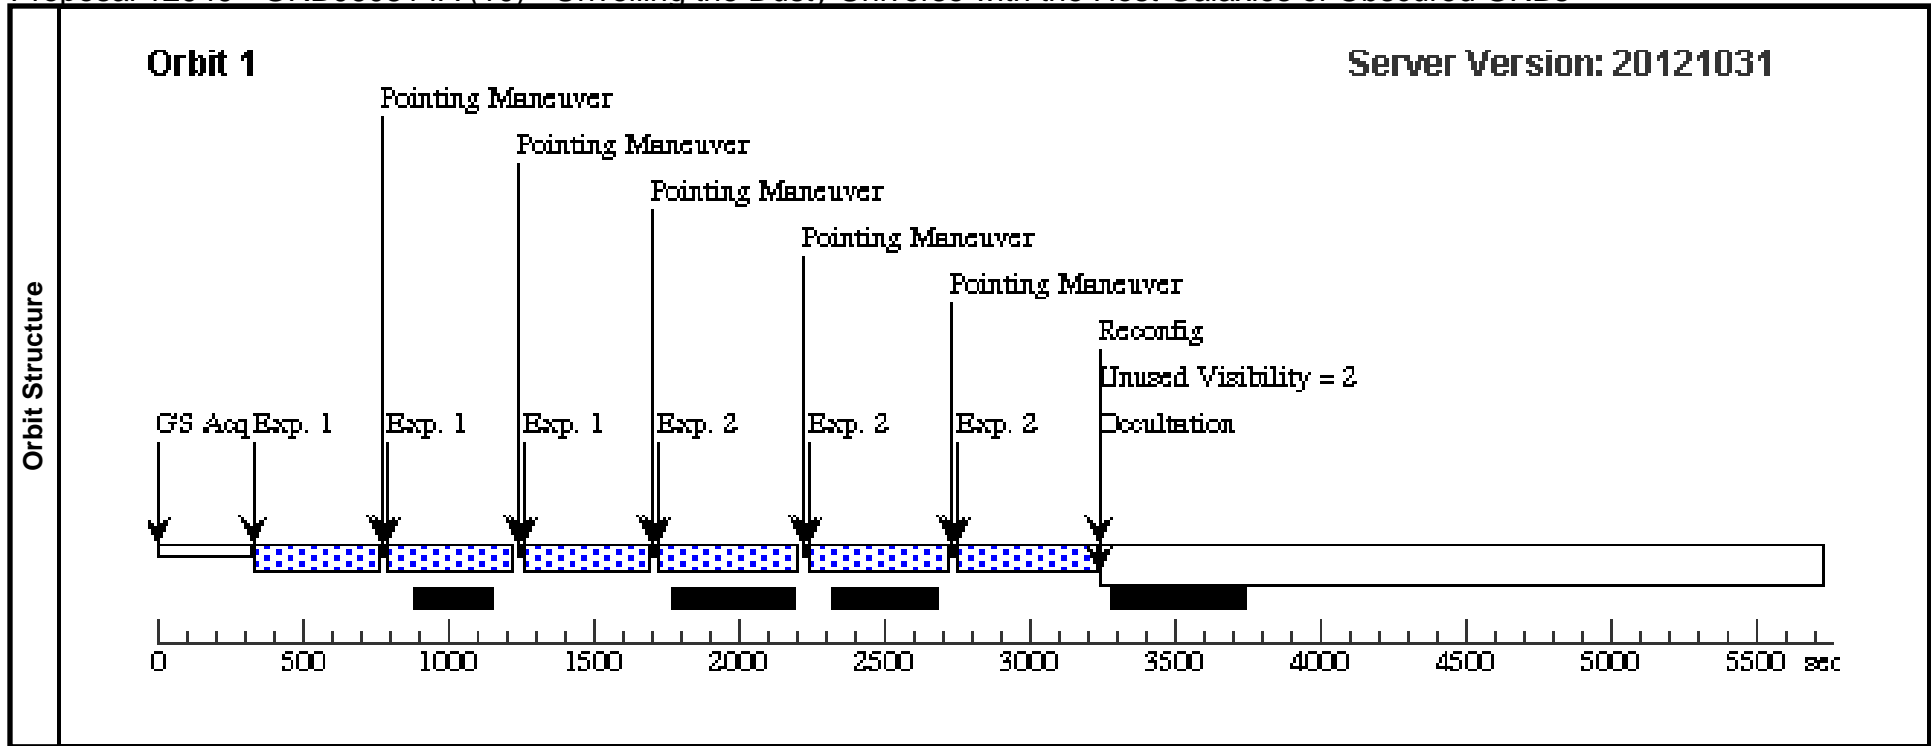 Orbit Structure
Orbit 1
Server Version: 20121031
Pointing Maneuver
Pointing Maneuver
Pointing Maneuver
Pointing Maneuver
Pointing Maneuver
Reconfig
Unused Visibility = 2
GS Acq Exp. 1 Exp. 1 Exp. 1 Exp. 2 Exp. 2 Exp. 2 Occultation
0 500 1000 1500 2000 2500 3000 3500 4000 4500 5000 5500 sec